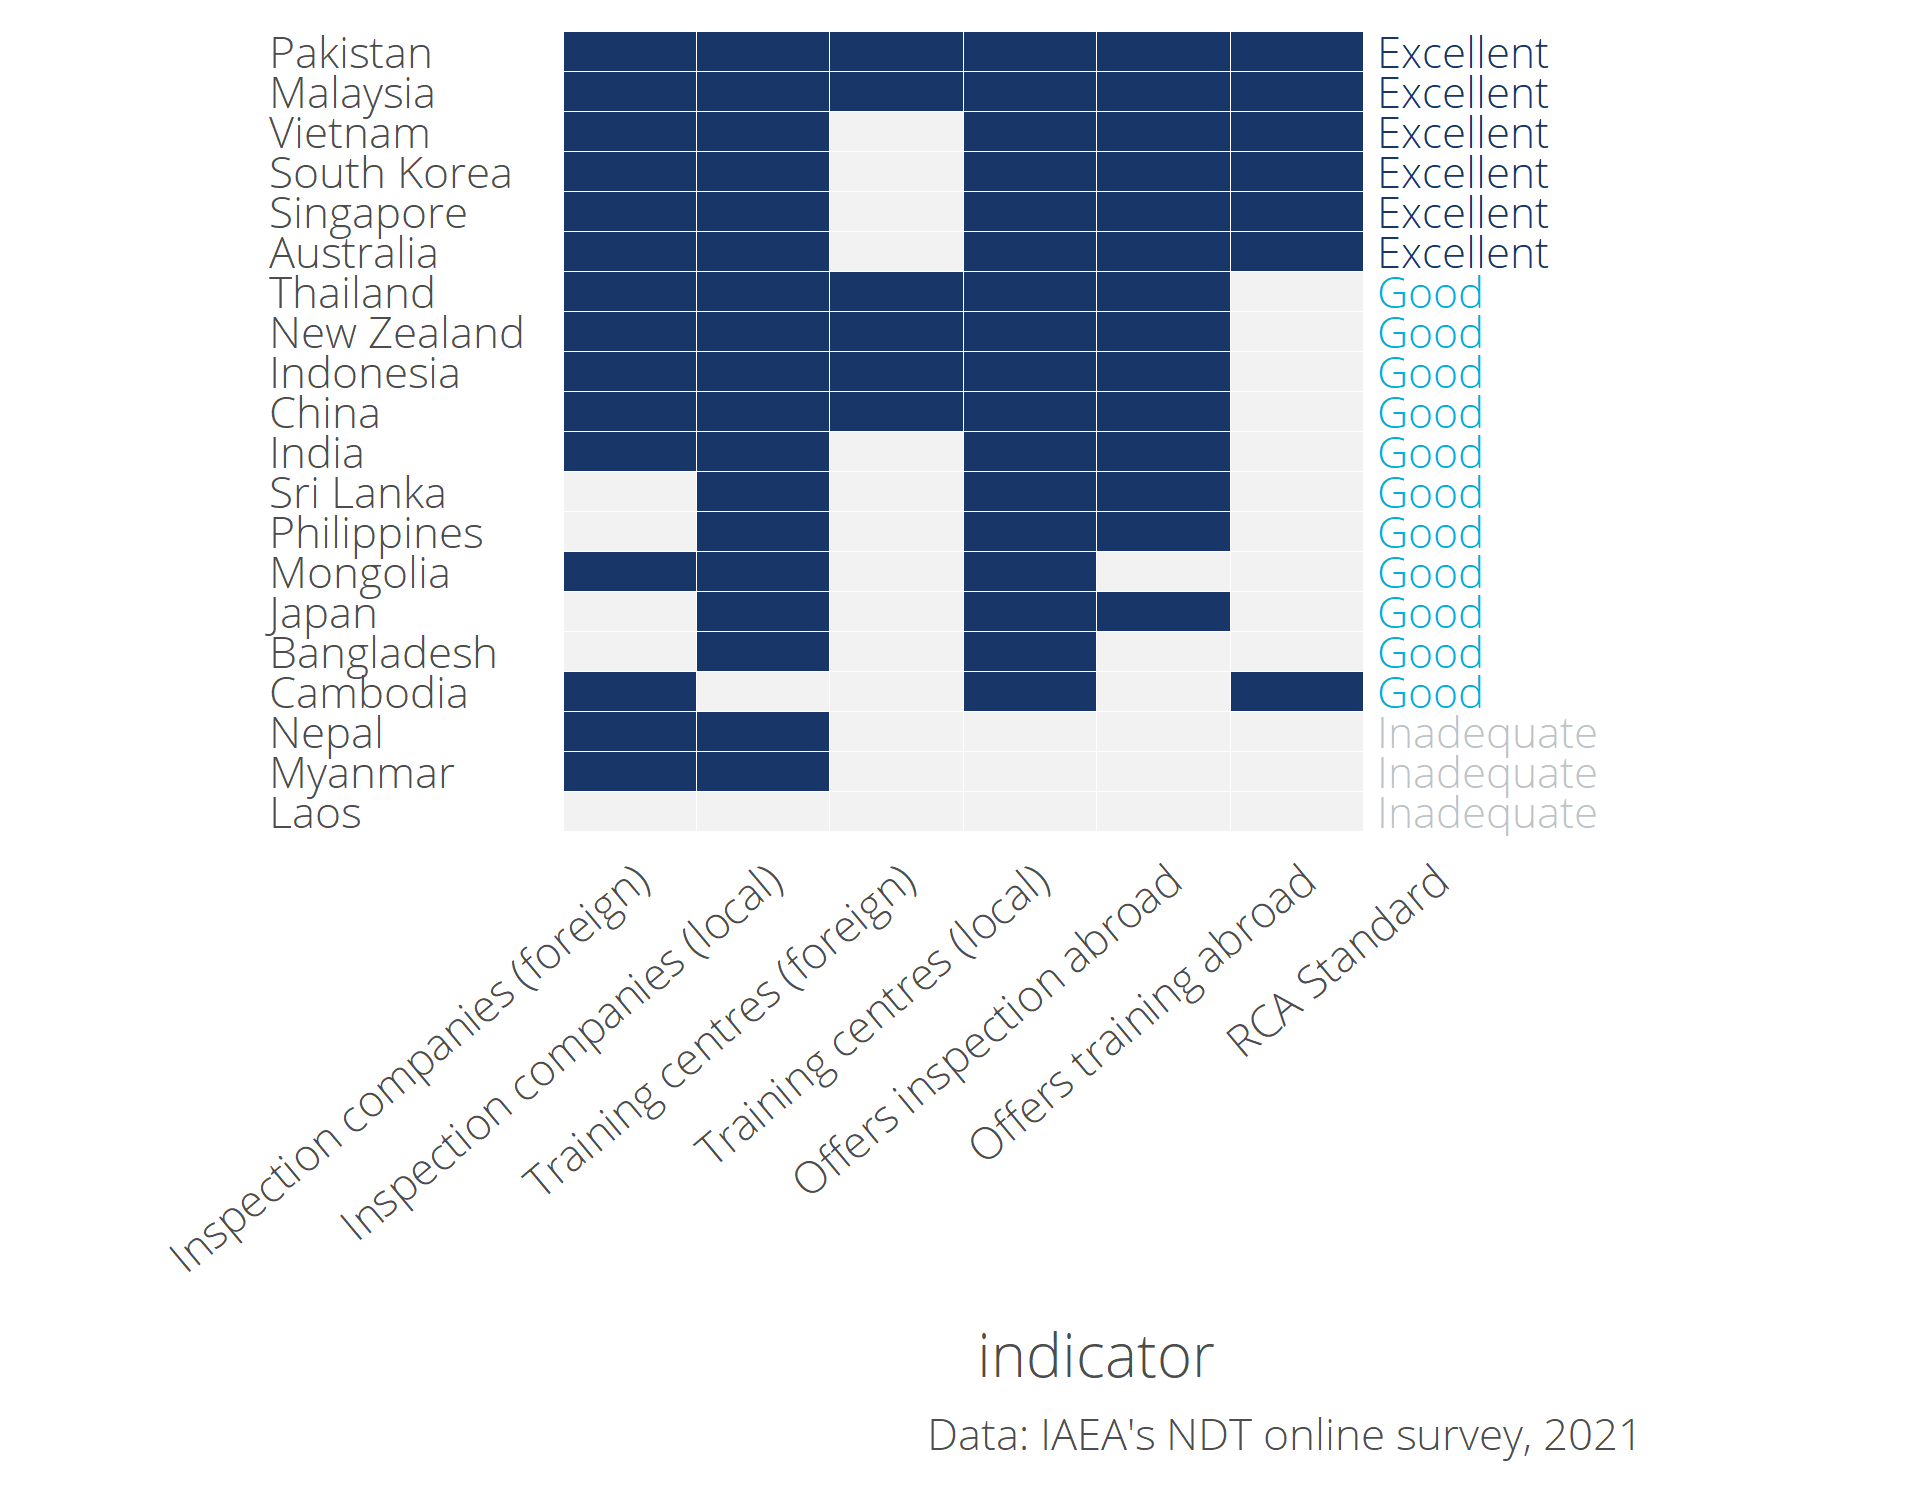 Pakistan Excellent
Malaysia Excellent
Vietnam Excellent
South Korea Excellent
Singapore Excellent
Australia Excellent
Thailand Good
New Zealand Good
Indonesia Good
China Good
India Good
Sri Lanka Good
Philippines Good
Mongolia Good
Japan Good
Bangladesh Good
Cambodia Good
Nepal Inadequate
Myanmar Inadequate
Laos Inadequate
Inspection companies (foreign)
Inspection companies (local)
Training centres (foreign)
Training centres (local)
Offers inspection abroad
Offers training abroad
RCA Standard
indicator
Data: IAEA's NDT online survey, 2021